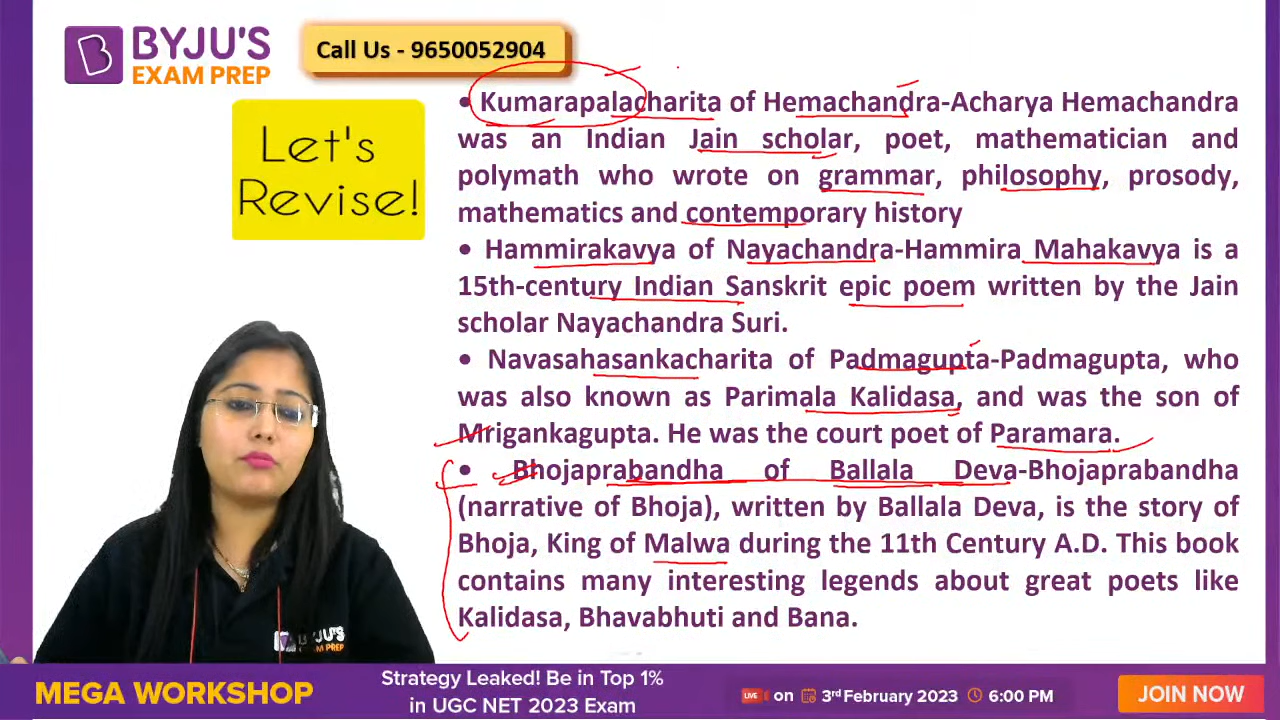 BYJU'S
EXAM PREP
Call Us - 9650052904
Let's
Revise!
• Kumarapalacharita of Hemachandra-Acharya Hemachandra
was an Indian Jain scholar, poet, mathematician and
polymath who wrote on grammar, philosophy, prosody,
mathematics and contemporary history
• Hammirakavya of Nayachandra-Hammira Mahakavya is a
15th-century Indian Sanskrit epic poem written by the Jain
scholar Nayachandra Suri.
• Navasahasankacharita of Padmagupta-Padmagupta, who
was also known as Parimala Kalidasa, and was the son of
Mrigankagupta. He was the court poet of Paramara.
• Bhojaprabandha of Ballala Deva-Bhojaprabandha
(narrative of Bhoja), written by Ballala Deva, is the story of
Bhoja, King of Malwa during the 11th Century A.D. This book
contains many interesting legends about great poets like
Kalidasa, Bhavabhuti and Bana.
BYJU'S
EXAM PREP
MEGA WORKSHOP
Strategy Leaked! Be in Top 1%
in UGC NET 2023 Exam
LIVE on 3rd February 2023 6:00 PM
JOIN NOW